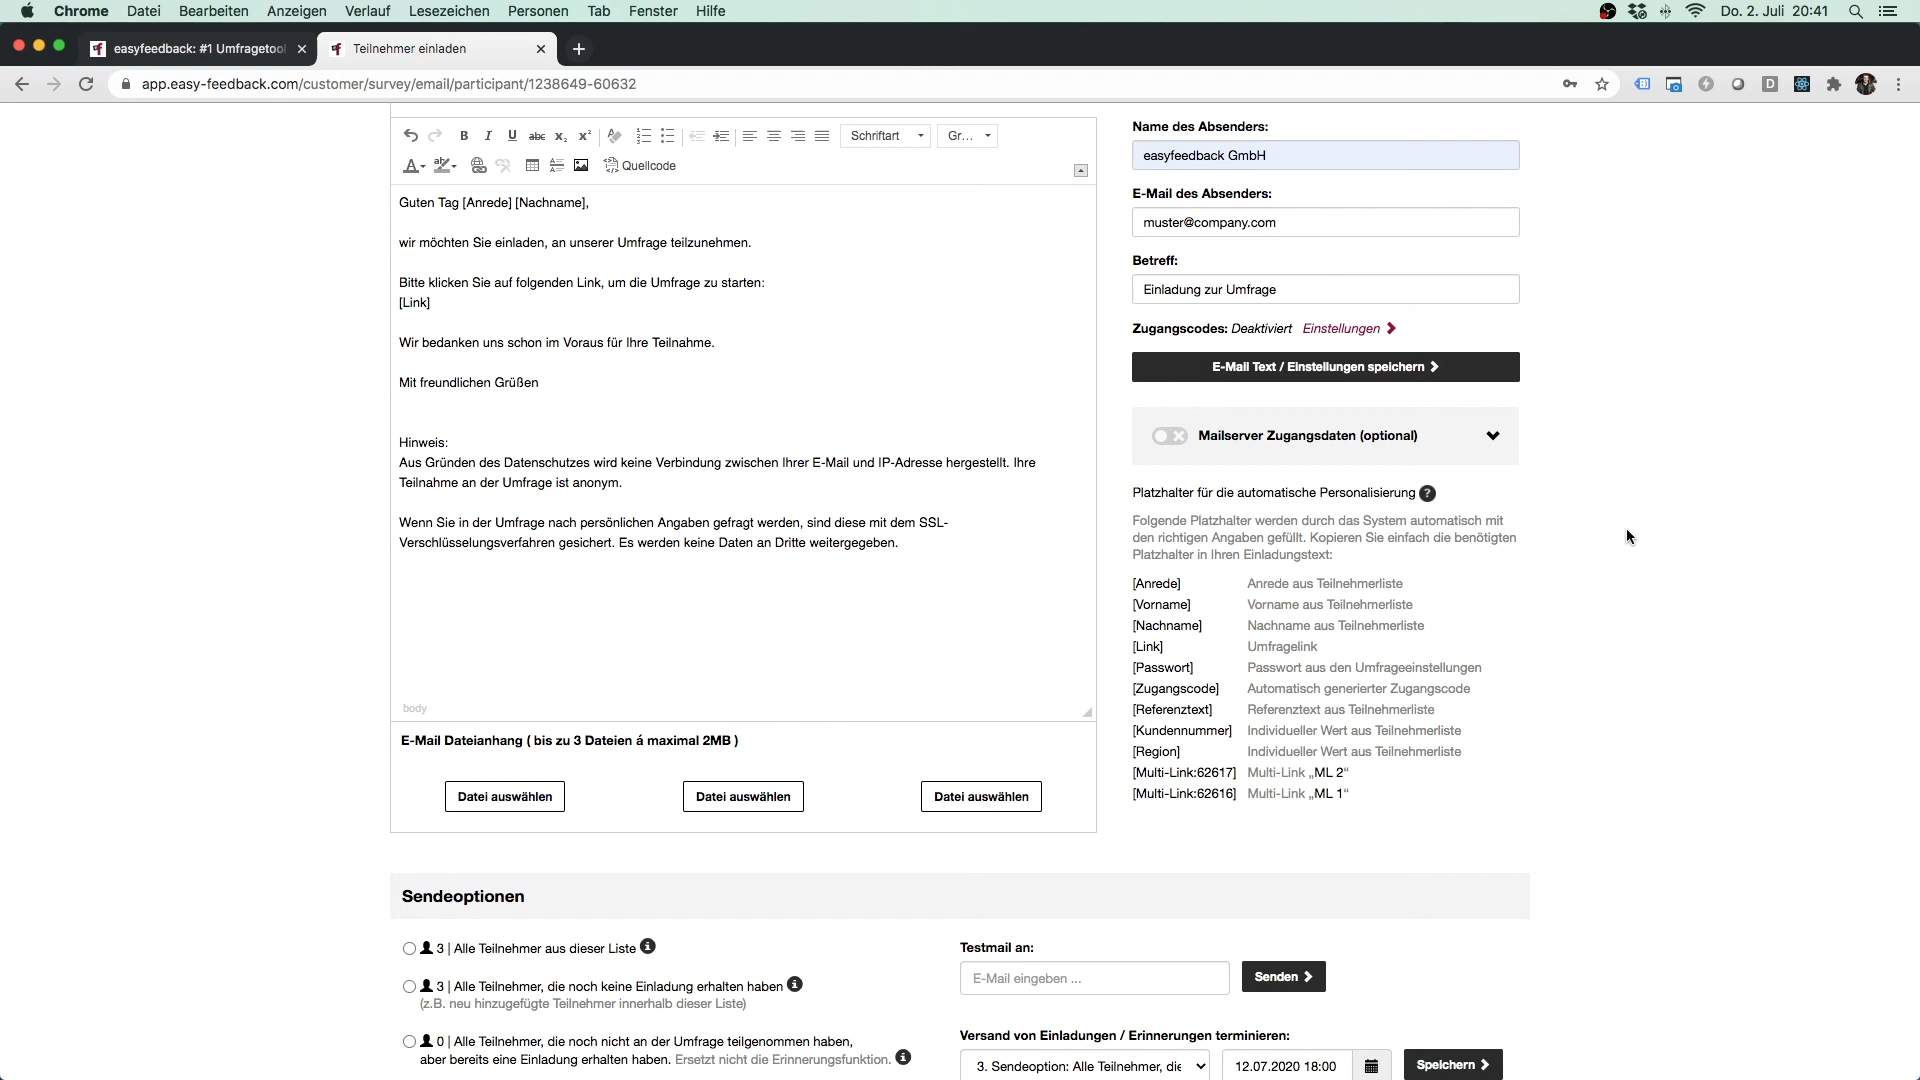 Chrome Datei Bearbeiten Anzeigen Verlauf Lesezeichen Personen Tab Fenster Hilfe Do. 2. Juli 20:41
easyfeedback: #1 Umfragetool Teilnehmer einladen
app.easy-feedback.com/customer/survey/email/participant/1238649-60632
B I U abc x₂ x² Schriftart Gr...
Quellcode
Guten Tag [Anrede] [Nachname],
wir möchten Sie einladen, an unserer Umfrage teilzunehmen.
Bitte klicken Sie auf folgenden Link, um die Umfrage zu starten:
[Link]
Wir bedanken uns schon im Voraus für Ihre Teilnahme.
Mit freundlichen Grüßen
Hinweis:
Aus Gründen des Datenschutzes wird keine Verbindung zwischen Ihrer E-Mail und IP-Adresse hergestellt. Ihre
Teilnahme an der Umfrage ist anonym.
Wenn Sie in der Umfrage nach persönlichen Angaben gefragt werden, sind diese mit dem SSL-
Verschlüsselungsverfahren gesichert. Es werden keine Daten an Dritte weitergegeben.
body
E-Mail Dateianhang ( bis zu 3 Dateien á maximal 2MB )
Datei auswählen Datei auswählen Datei auswählen
Name des Absenders:
easyfeedback GmbH
E-Mail des Absenders:
muster@company.com
Betreff:
Einladung zur Umfrage
Zugangscodes: Deaktiviert Einstellungen
E-Mail Text / Einstellungen speichern
Mailserver Zugangsdaten (optional)
Platzhalter für die automatische Personalisierung ?
Folgende Platzhalter werden durch das System automatisch mit
den richtigen Angaben gefüllt. Kopieren Sie einfach die benötigten
Platzhalter in Ihren Einladungstext:
[Anrede] Anrede aus Teilnehmerliste
[Vorname] Vorname aus Teilnehmerliste
[Nachname] Nachname aus Teilnehmerliste
[Link] Umfragelink
[Passwort] Passwort aus den Umfrageeinstellungen
[Zugangscode] Automatisch generierter Zugangscode
[Referenztext] Referenztext aus Teilnehmerliste
[Kundennummer] Individueller Wert aus Teilnehmerliste
[Region] Individueller Wert aus Teilnehmerliste
[Multi-Link:62617] Multi-Link „ML 2“
[Multi-Link:62616] Multi-Link „ML 1“
Sendeoptionen
3 | Alle Teilnehmer aus dieser Liste
3 | Alle Teilnehmer, die noch keine Einladung erhalten haben
(z.B. neu hinzugefügte Teilnehmer innerhalb dieser Liste)
0 | Alle Teilnehmer, die noch nicht an der Umfrage teilgenommen haben,
aber bereits eine Einladung erhalten haben. Ersetzt nicht die Erinnerungsfunktion.
Testmail an:
E-Mail eingeben ... Senden
Versand von Einladungen / Erinnerungen terminieren:
3. Sendeoption: Alle Teilnehmer, die 12.07.2020 18:00 Speichern